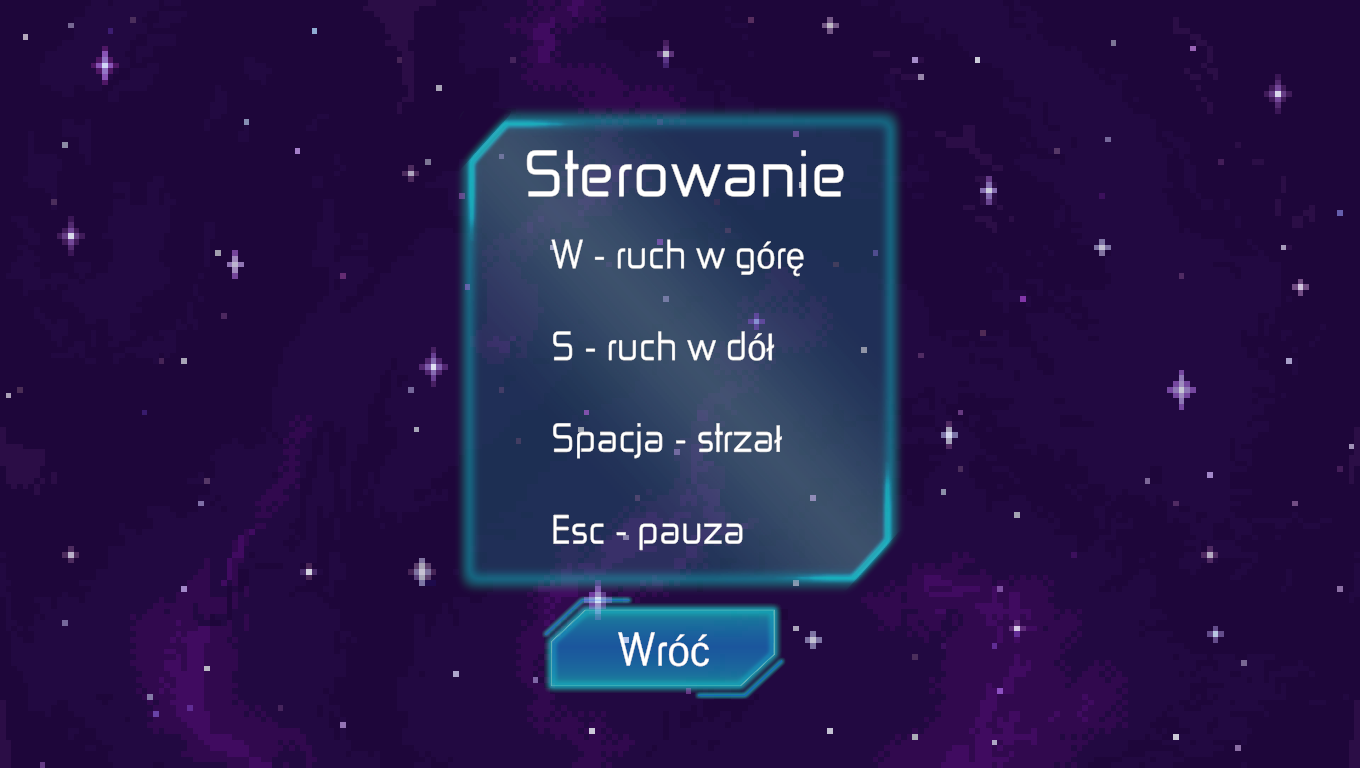 Sterowanie
W - ruch w górę
S - ruch w dół
Spacja - strzał
Esc - pauza
Wróć